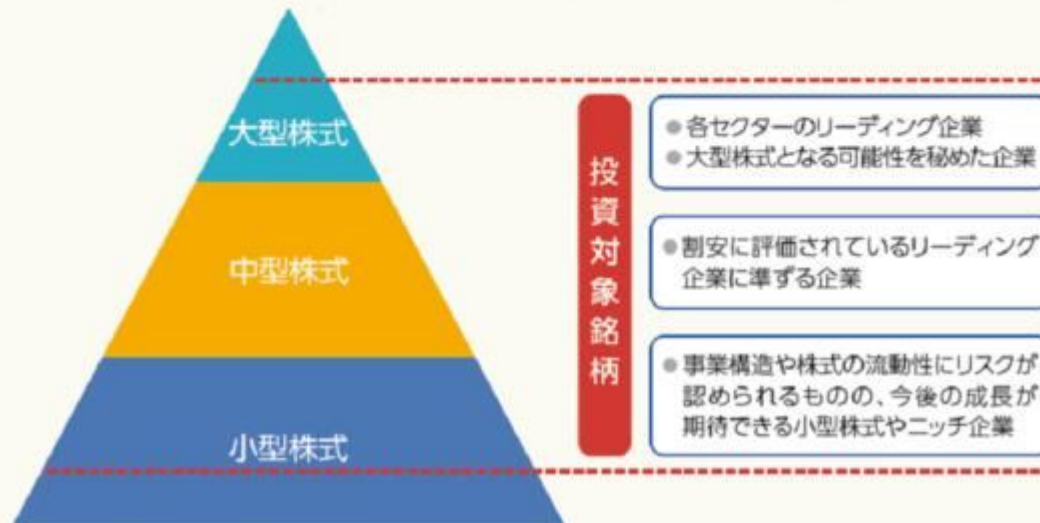 大型株式
中型株式
小型株式
投資対象銘柄
● 各セクターのリーディング企業
● 大型株式となる可能性を秘めた企業
● 割安に評価されているリーディング
企業に準ずる企業
● 事業構造や株式の流動性にリスクが
認められるものの、今後の成長が
期待できる小型株式やニッチ企業